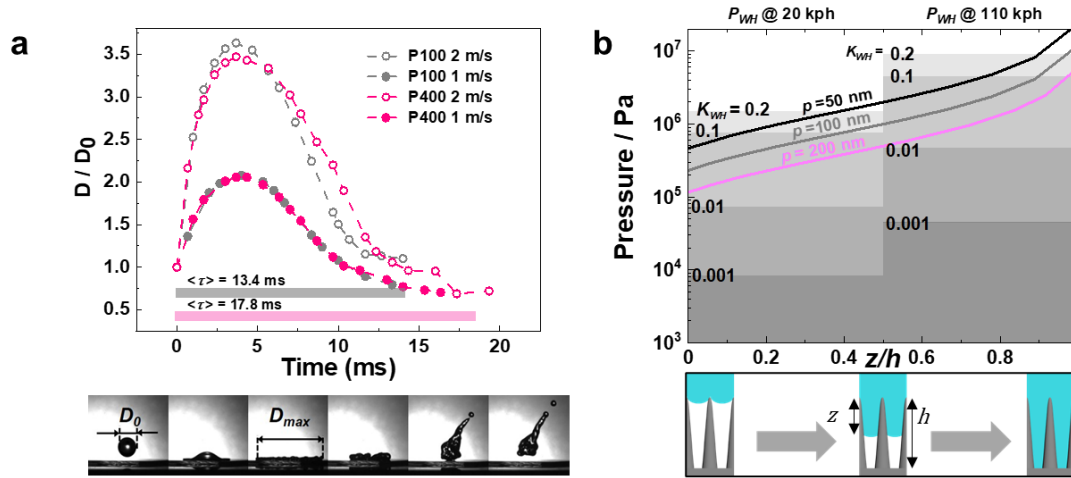 a
D / D0
3.5
3.0
2.5
2.0
1.5
1.0
0.5
P100 2 m/s
P100 1 m/s
P400 2 m/s
P400 1 m/s
<τ> = 13.4 ms
<τ> = 17.8 ms
0
5
10
15
20
Time (ms)
D0
Dmax
b
PWH @ 20 kph
PWH @ 110 kph
Pressure / Pa
10^7
10^6
10^5
10^4
10^3
KWH = 0.2
0.1
KWH = 0.2
0.1
p =50 nm
p =100 nm
p = 200 nm
0.01
0.01
0.001
0.001
0
0.2
0.4
z/h
0.6
0.8
z
h